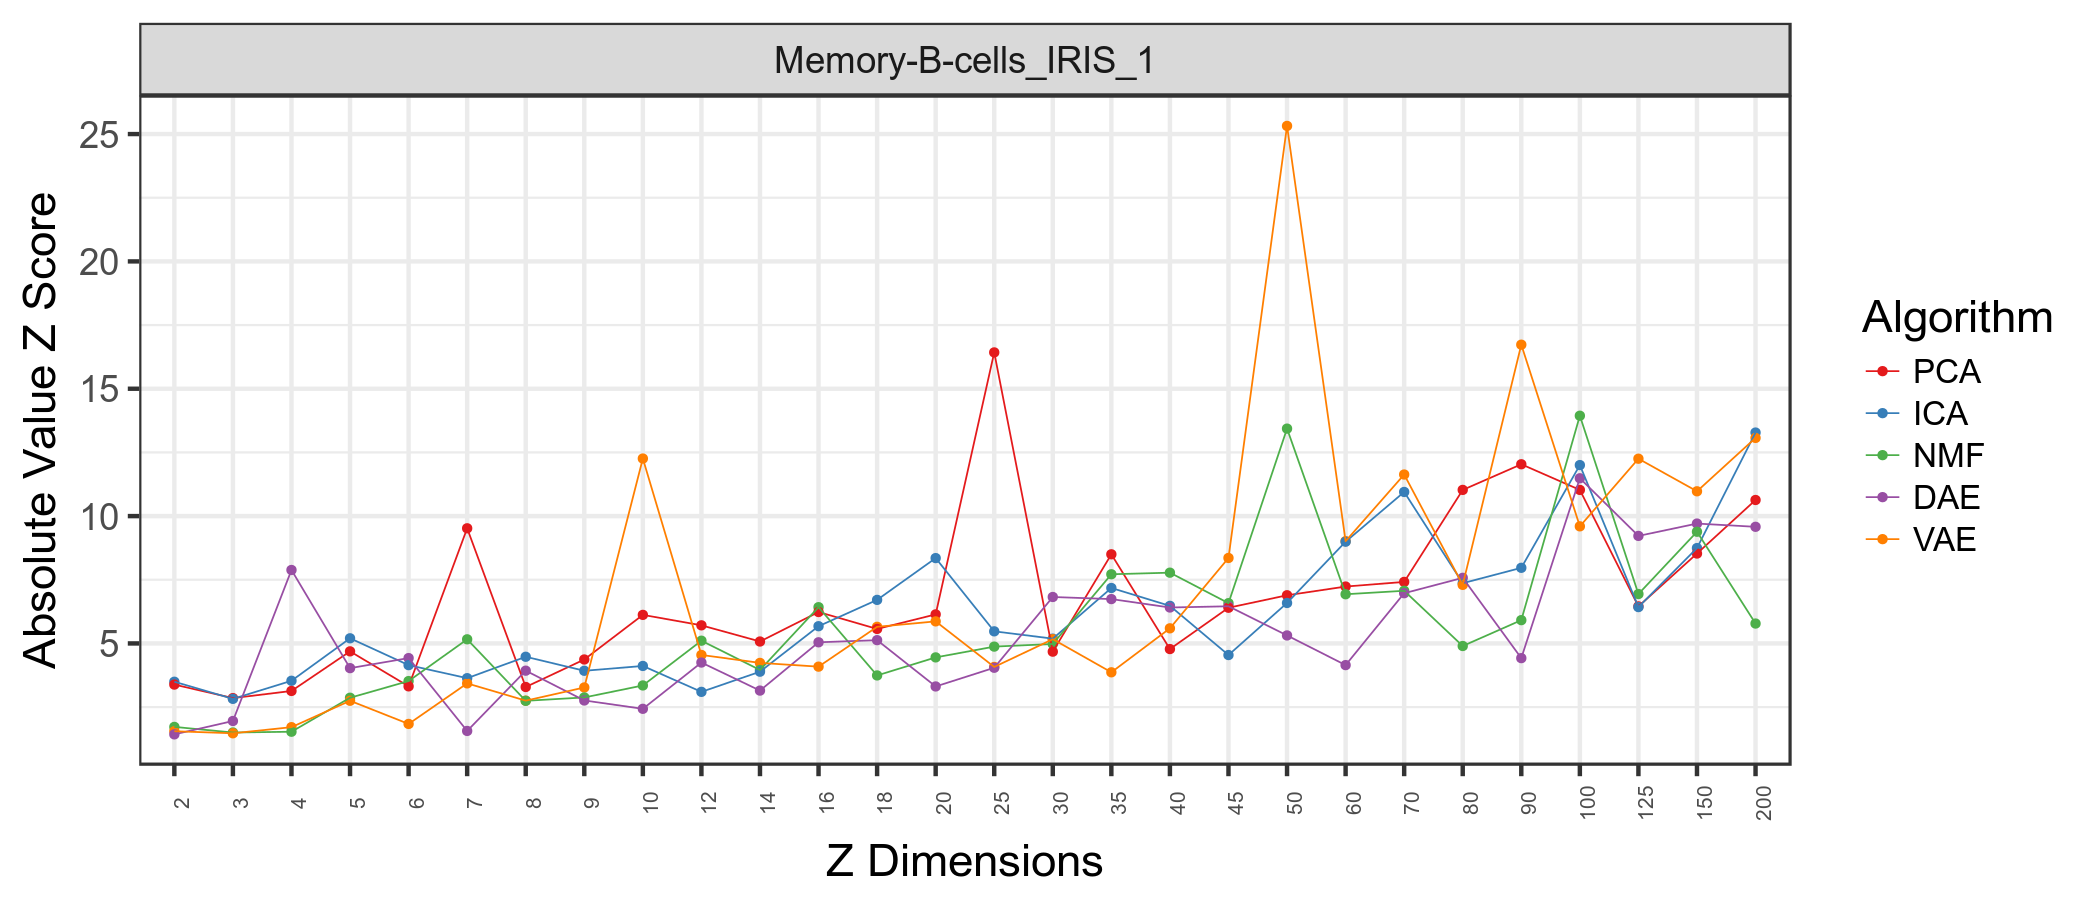 Memory-B-cells_IRIS_1
Absolute Value Z Score
25
20
15
10
5
2 3 4 5 6 7 8 9 10 12 14 16 18 20 25 30 35 40 45 50 60 70 80 90 100 125 150 200
Z Dimensions
Algorithm
PCA
ICA
NMF
DAE
VAE